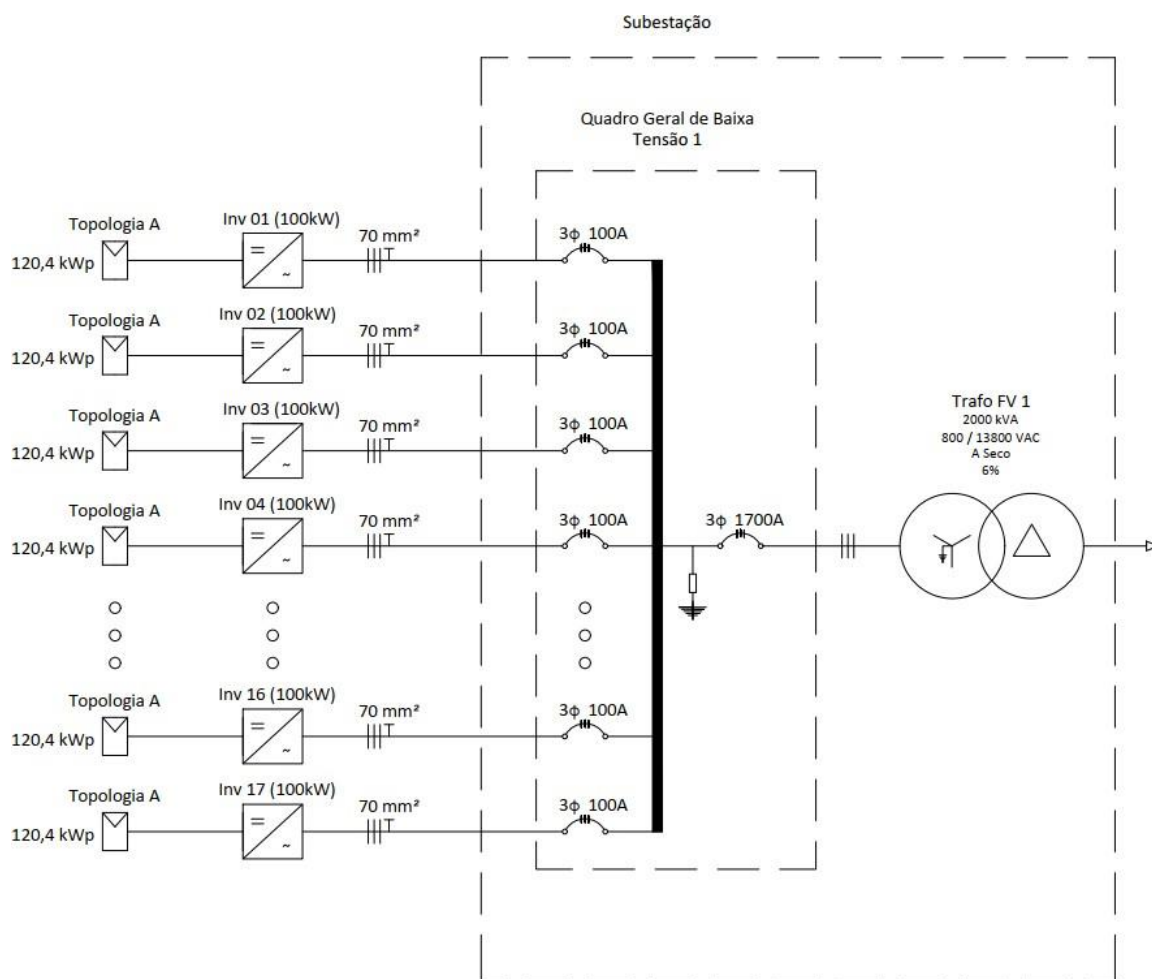 Subestação
Quadro Geral de Baixa
Tensão 1
Topologia A
Inv 01 (100kW)
70 mm²
3ϕ 100A
120,4 kWp
=
~
Topologia A
Inv 02 (100kW)
70 mm²
3ϕ 100A
120,4 kWp
=
~
Topologia A
Inv 03 (100kW)
70 mm²
3ϕ 100A
120,4 kWp
=
~
Topologia A
Inv 04 (100kW)
70 mm²
3ϕ 100A
120,4 kWp
=
~
3ϕ 1700A
Trafo FV 1
2000 kVA
800 / 13800 VAC
A Seco
6%
Topologia A
Inv 16 (100kW)
70 mm²
3ϕ 100A
120,4 kWp
=
~
Topologia A
Inv 17 (100kW)
70 mm²
3ϕ 100A
120,4 kWp
=
~